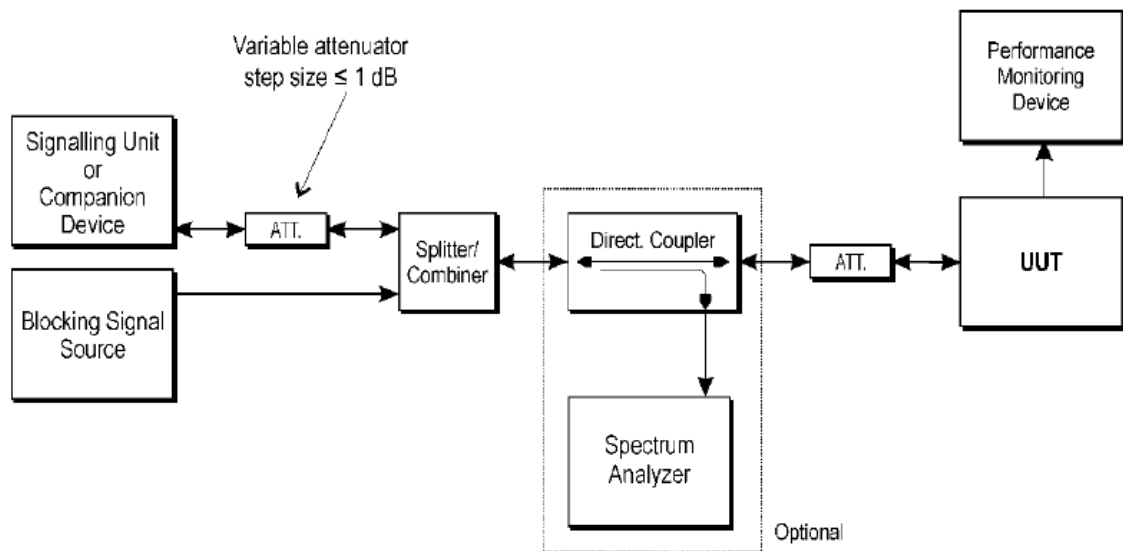 Variable attenuator
step size ≤ 1 dB
Performance
Monitoring
Device
Signalling Unit
or
Companion
Device
ATT.
Splitter/
Combiner
Direct. Coupler
ATT.
UUT
Blocking Signal
Source
Spectrum
Analyzer
Optional